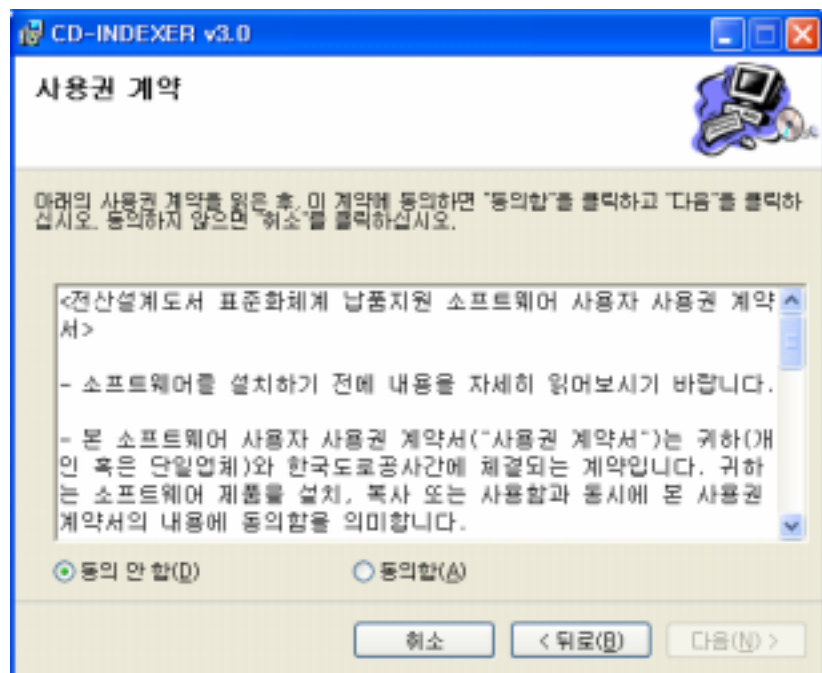 CD-INDEXER v3.0
사용권 계약
아래의 사용권 계약을 읽은 후, 이 계약에 동의하면 "동의함"을 클릭하고 "다음"을 클릭하
십시오. 동의하지 않으면 "취소"를 클릭하십시오.
<전산설계도서 표준화체계 납품지원 소프트웨어 사용자 사용권 계약
서>
- 소프트웨어를 설치하기 전에 내용을 자세히 읽어보시기 바랍니다.
- 본 소프트웨어 사용자 사용권 계약서("사용권 계약서")는 귀하(개
인 혹은 단일업체)와 한국도로공사간에 체결되는 계약입니다. 귀하
는 소프트웨어 제품을 설치, 복사 또는 사용함과 동시에 본 사용권
계약서의 내용에 동의함을 의미합니다.
동의 안 함(D) 동의함(A)
취소 < 뒤로(B) 다음(N) >